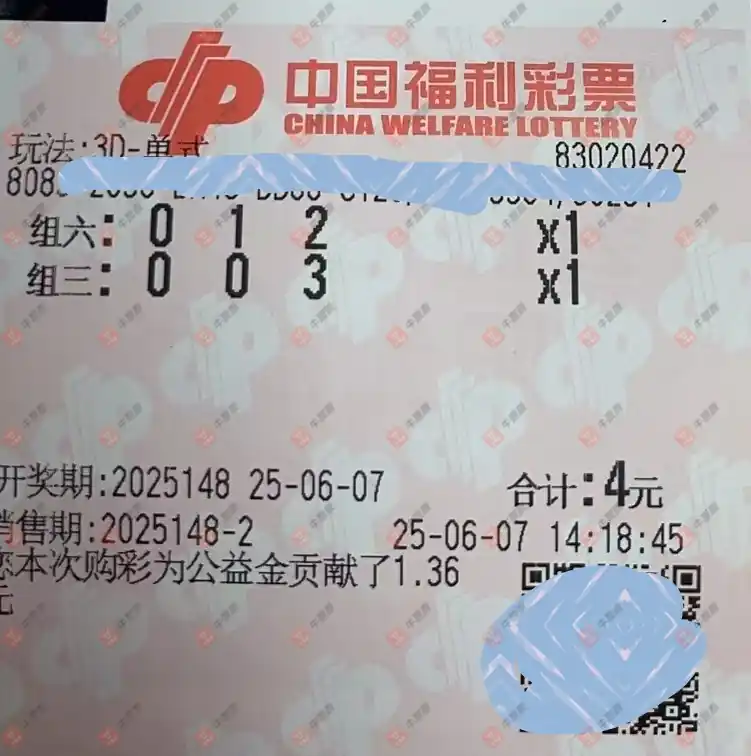 中国福利彩票
CHINA WELFARE LOTTERY
玩法:3D-单式 83020422
组六: 0 1 2 x1
组三: 0 0 3 x1
开奖期:2025148 25-06-07 合计:4元
销售期:2025148-2 25-06-07 14:18:45
您本次购彩为公益金贡献了1.36
元